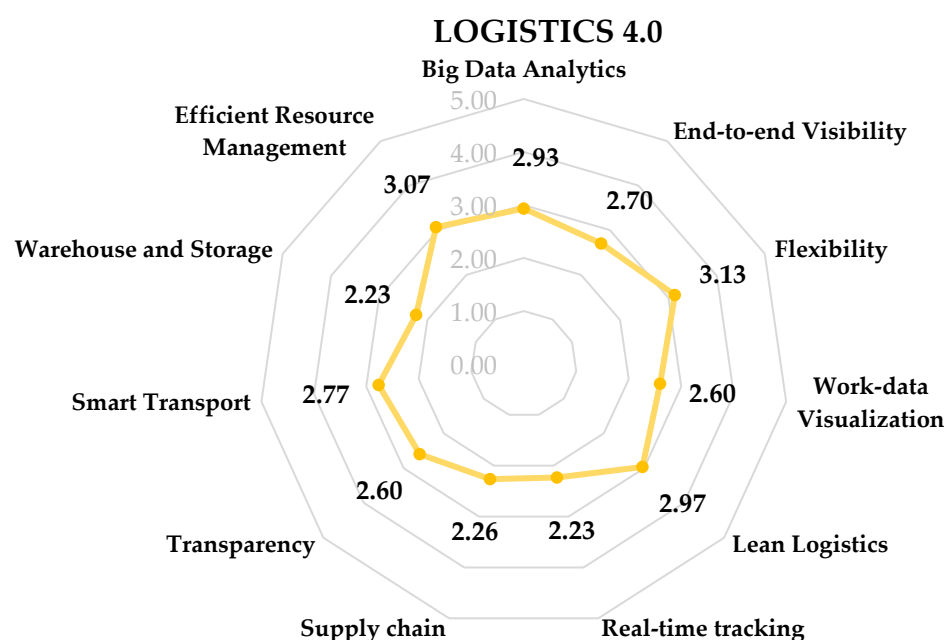 LOGISTICS 4.0
Big Data Analytics
5.00
Efficient Resource
Management
End-to-end Visibility
4.00
2.93
3.07
2.70
3.00
Warehouse and Storage
Flexibility
2.00
3.13
2.23
1.00
0.00
Smart Transport
2.77
2.60
Work-data
Visualization
2.60
2.97
2.26
2.23
Transparency
Lean Logistics
Supply chain
Real-time tracking